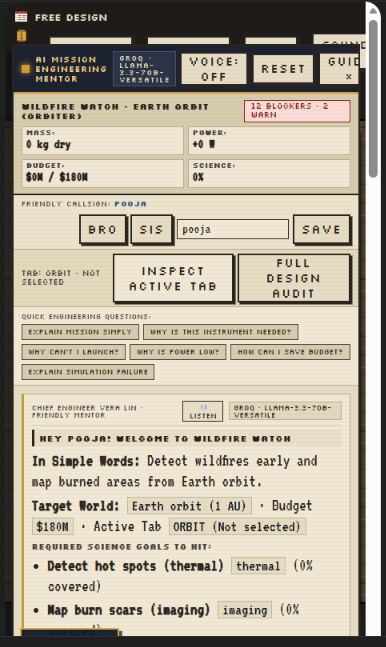 FREE DESIGN
AI MISSION
ENGINEERING
MENTOR
GROQ ·
LLAMA-
3.3-70B-
VERSATILE
VOICE:
OFF
RESET
GUID
×
WILDFIRE WATCH · EARTH ORBIT
(ORBITER)
12 BLOCKERS · 2
WARN
MASS:
0 kg dry
POWER:
+0 W
BUDGET:
$0M / $180M
SCIENCE:
0%
FRIENDLY CALLSIGN: POOJA
BRO
SIS
pooja
SAVE
TAB: ORBIT · NOT
SELECTED
INSPECT
ACTIVE TAB
FULL
DESIGN
AUDIT
QUICK ENGINEERING QUESTIONS:
EXPLAIN MISSION SIMPLY
WHY IS THIS INSTRUMENT NEEDED?
WHY CAN'T I LAUNCH?
WHY IS POWER LOW?
HOW CAN I SAVE BUDGET?
EXPLAIN SIMULATION FAILURE
CHIEF ENGINEER VERA LIN ·
FRIENDLY MENTOR
LISTEN
GROQ · LLAMA-3.3-70B-
VERSATILE
HEY POOJA! WELCOME TO WILDFIRE WATCH
In Simple Words: Detect wildfires early and
map burned areas from Earth orbit.
Target World: Earth orbit (1 AU) · Budget
$180M · Active Tab ORBIT (Not selected)
REQUIRED SCIENCE GOALS TO HIT:
• Detect hot spots (thermal) thermal (0%
covered)
• Map burn scars (imaging) imaging (0%